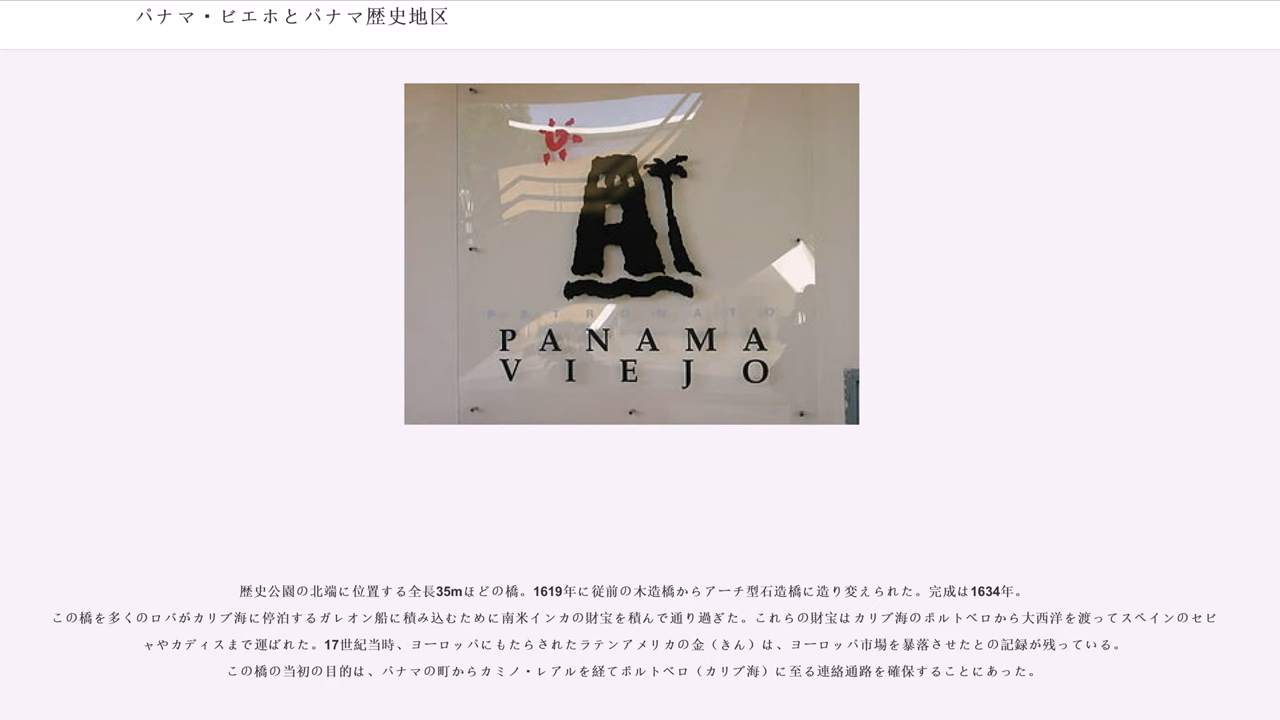 パナマ・ビエホとパナマ歴史地区
PATRONATO
PANAMA
VIEJO
歴史公園の北端に位置する全長35mほどの橋。1619年に従前の木造橋からアーチ型石造橋に造り変えられた。完成は1634年。
この橋を多くのロバがカリブ海に停泊するガレオン船に積み込むために南米インカの財宝を積んで通り過ぎた。これらの財宝はカリブ海のポルトベロから大西洋を渡ってスペインのセビ
ャやカディスまで運ばれた。17世紀当時、ヨーロッパにもたらされたラテンアメリカの金（きん）は、ヨーロッパ市場を暴落させたとの記録が残っている。
この橋の当初の目的は、パナマの町からカミノ・レアルを経てポルトベロ（カリブ海）に至る連絡通路を確保することにあった。